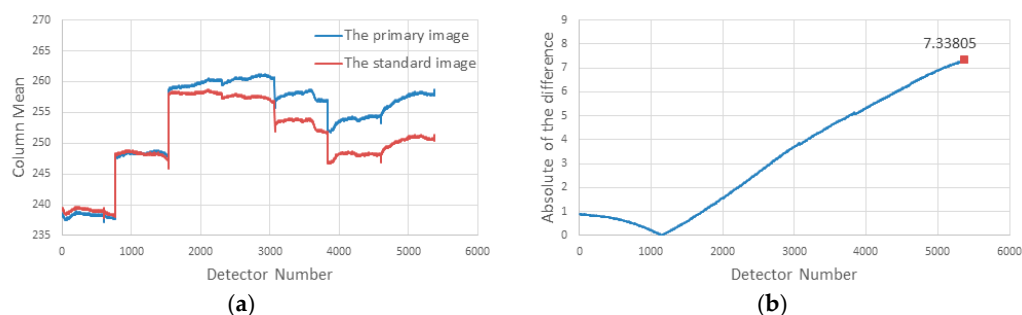 270
265
260
255
250
245
240
235
Column Mean
The primary image
The standard image
0 1000 2000 3000 4000 5000 6000
Detector Number
(a)
9
8
7
6
5
4
3
2
1
0
Absolute of the difference
7.33805
0 1000 2000 3000 4000 5000 6000
Detector Number
(b)